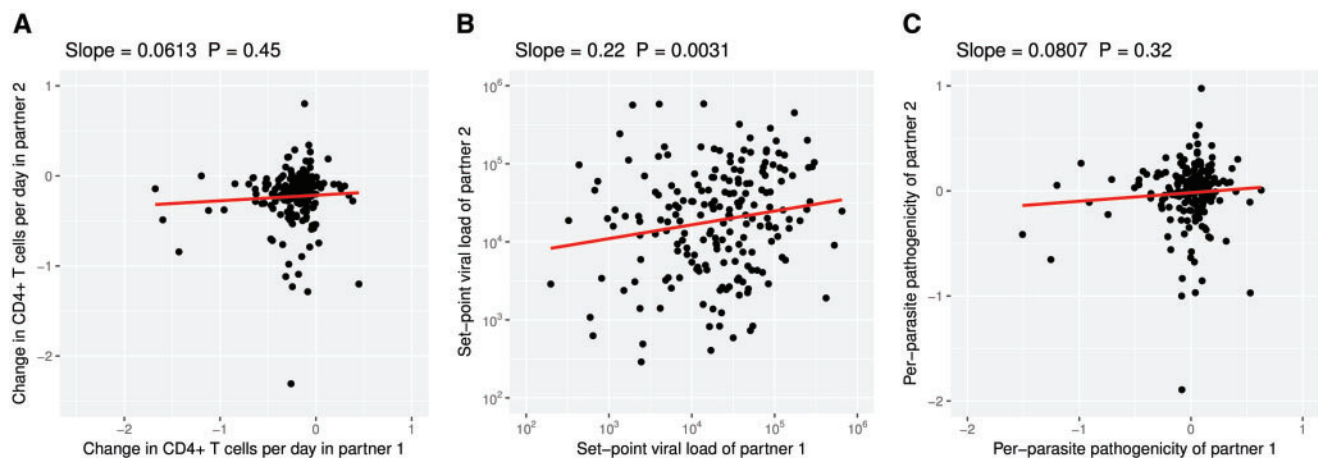 A
Slope = 0.0613 P = 0.45
Change in CD4+ T cells per day in partner 2
1
0
−1
−2
−2
−1
0
1
Change in CD4+ T cells per day in partner 1
B
Slope = 0.22 P = 0.0031
Set−point viral load of partner 2
10^6
10^5
10^4
10^3
10^2
10^2
10^3
10^4
10^5
10^6
Set−point viral load of partner 1
C
Slope = 0.0807 P = 0.32
Per−parasite pathogenicity of partner 2
1
0
−1
−2
−2
−1
0
1
Per−parasite pathogenicity of partner 1